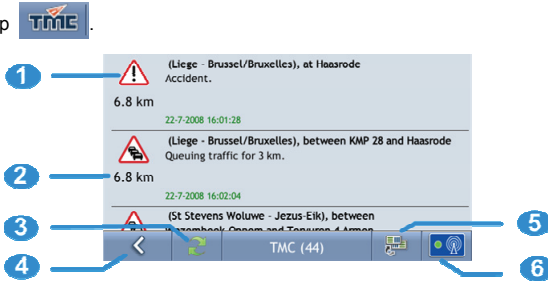 p TMC .
(Liege - Brussel/Bruxelles), at Haasrode
Accident.
1
6.8 km
22-7-2008 16:01:28
(Liege - Brussel/Bruxelles), between KMP 28 and Haasrode
Queuing traffic for 3 km.
2
6.8 km
22-7-2008 16:02:04
(St Stevens Woluwe - Jezus-Eik), between
3
5
TMC (44)
4
6